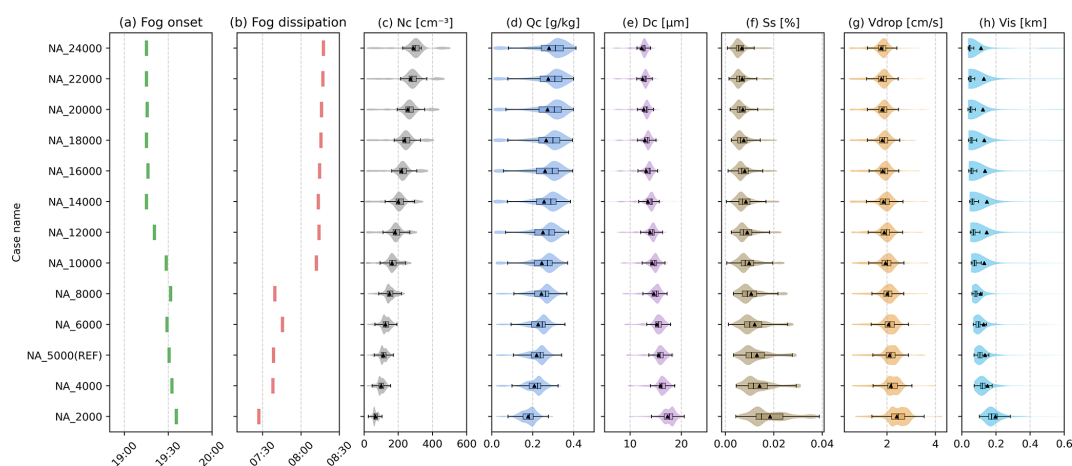 (a) Fog onset
(b) Fog dissipation
(c) Nc [cm⁻³]
(d) Qc [g/kg]
(e) Dc [μm]
(f) Ss [%]
(g) Vdrop [cm/s]
(h) Vis [km]
Case name
NA_24000
NA_22000
NA_20000
NA_18000
NA_16000
NA_14000
NA_12000
NA_10000
NA_8000
NA_6000
NA_5000(REF)
NA_4000
NA_2000
19:00 19:30 20:00
07:30 08:00 08:30
0 200 400 600
0.0 0.2 0.4
10 20
0.00 0.02 0.04
2 4
0.0 0.2 0.4 0.6